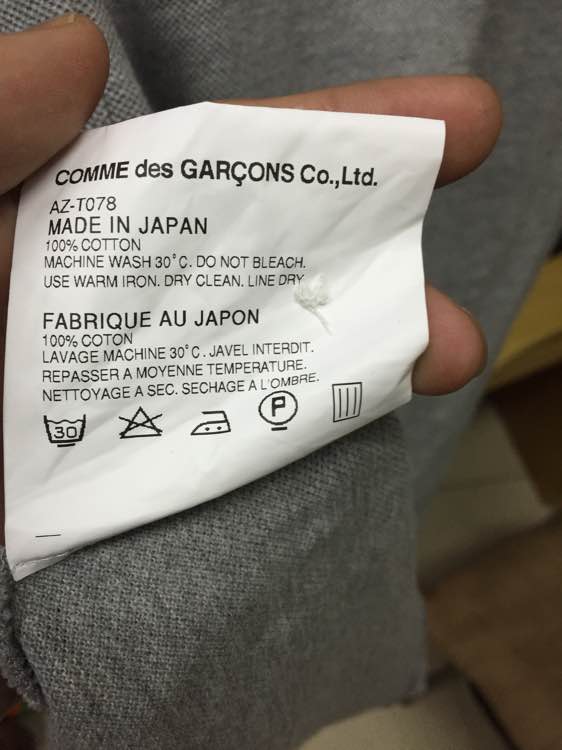 COMME des GARÇONS Co.,Ltd.
AZ-T078
MADE IN JAPAN
100% COTTON
MACHINE WASH 30°C. DO NOT BLEACH.
USE WARM IRON. DRY CLEAN. LINE DRY
FABRIQUE AU JAPON
100% COTON
LAVAGE MACHINE 30°C. JAVEL INTERDIT.
REPASSER A MOYENNE TEMPERATURE.
NETTOYAGE A SEC. SECHAGE A L'OMBRE.
30 P